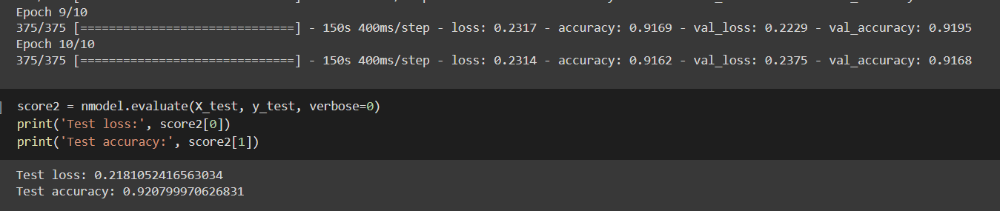 Epoch 9/10
375/375 [==============================] - 150s 400ms/step - loss: 0.2317 - accuracy: 0.9169 - val_loss: 0.2229 - val_accuracy: 0.9195
Epoch 10/10
375/375 [==============================] - 150s 400ms/step - loss: 0.2314 - accuracy: 0.9162 - val_loss: 0.2375 - val_accuracy: 0.9168
score2 = nmodel.evaluate(X_test, y_test, verbose=0)
print('Test loss:', score2[0])
print('Test accuracy:', score2[1])
Test loss: 0.2181052416563034
Test accuracy: 0.920799970626831